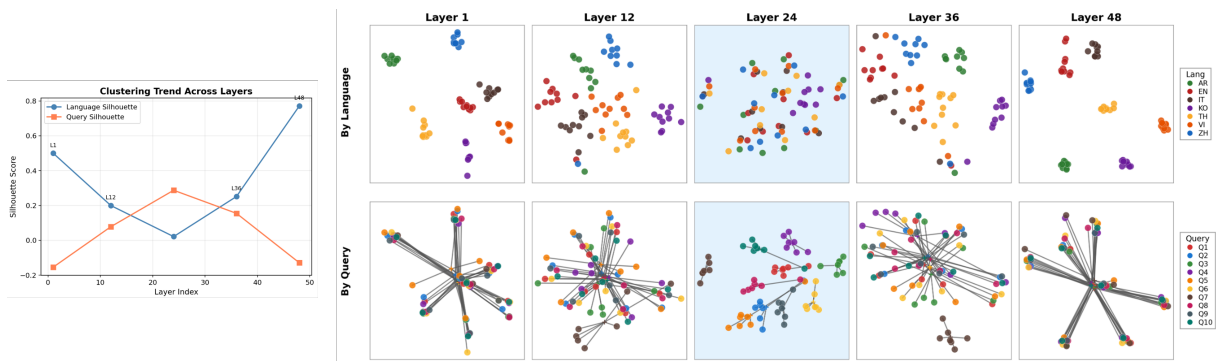 Clustering Trend Across Layers
Language Silhouette
Query Silhouette
L1
L12
L36
L48
0.8
0.6
0.4
0.2
0.0
−0.2
0
10
20
30
40
50
Silhouette Score
Layer Index
Layer 1
Layer 12
Layer 24
Layer 36
Layer 48
By Language
By Query
Lang
AR
EN
IT
KO
TH
VI
ZH
Query
Q1
Q2
Q3
Q4
Q5
Q6
Q7
Q8
Q9
Q10